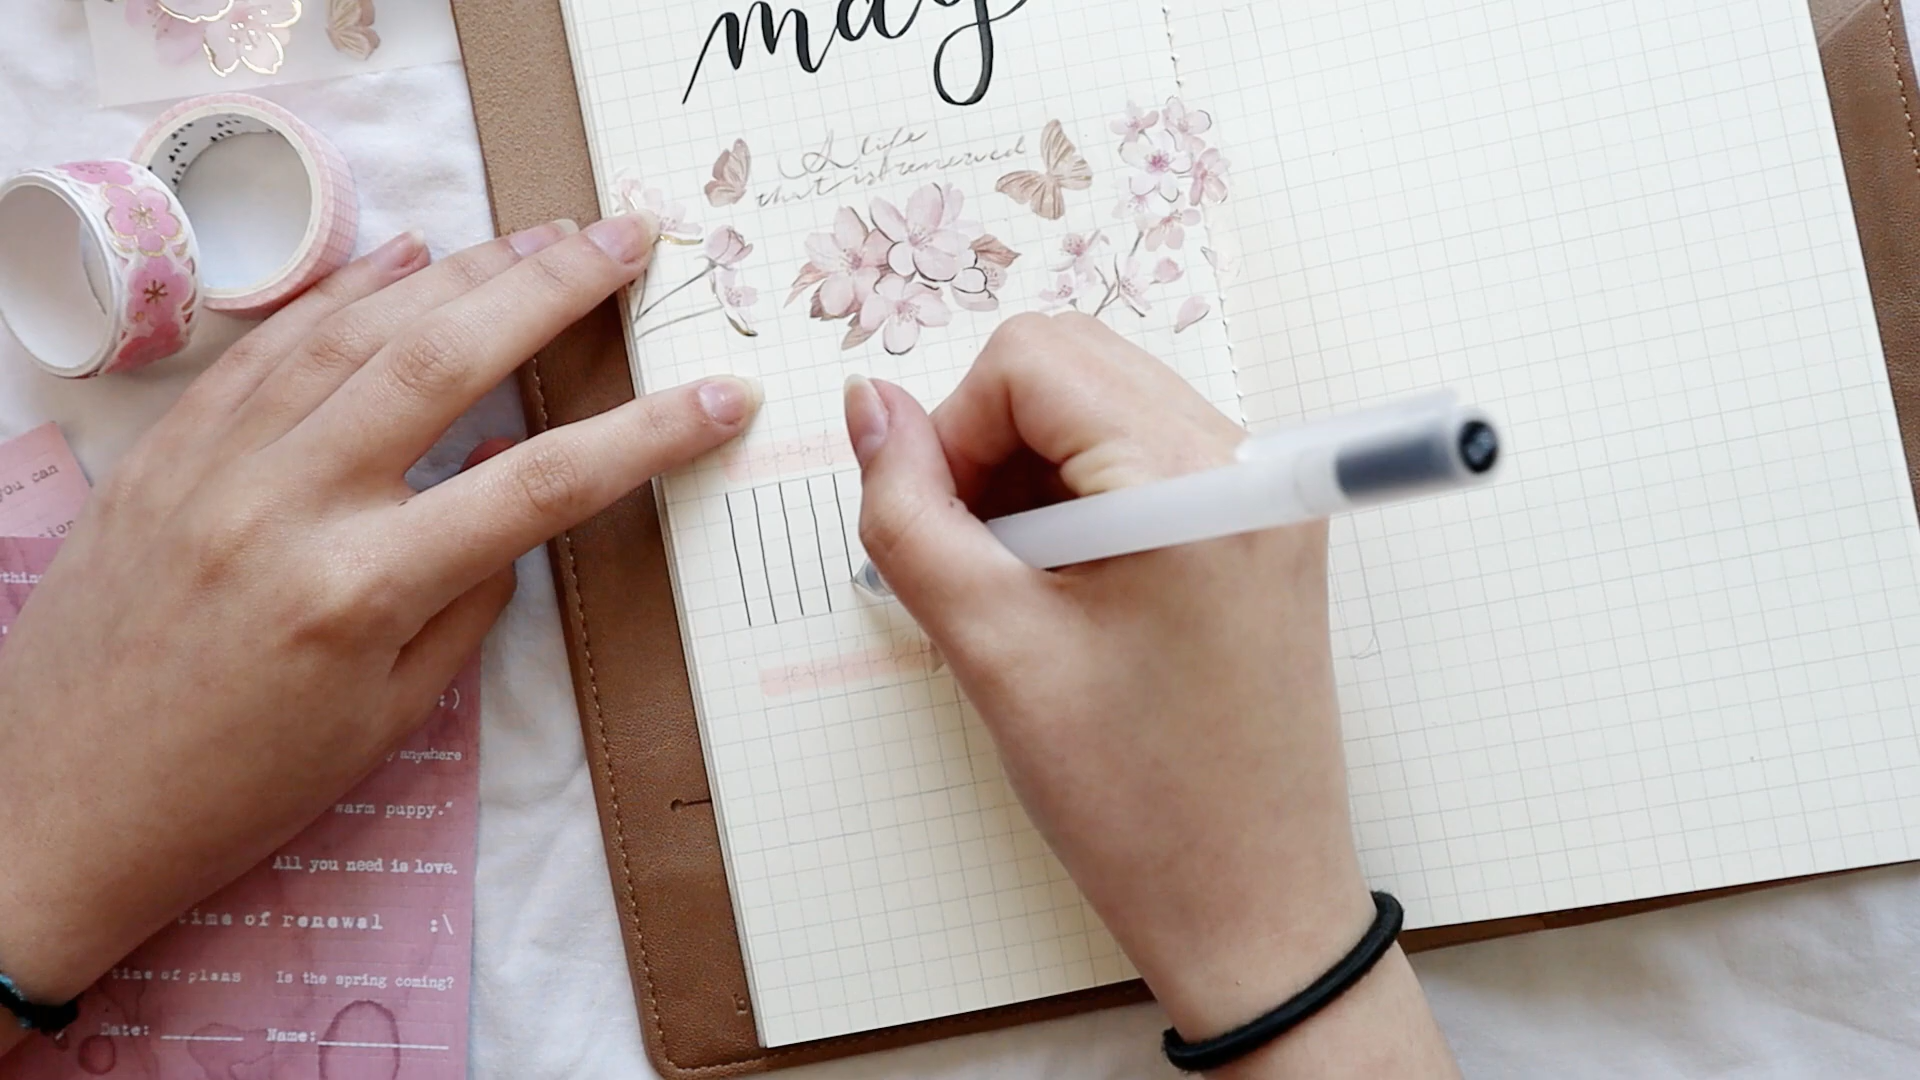 may
A life
that is renewed
you can
:)
anywhere
warm puppy."
All you need is love.
time of renewal :\
time of plans Is the spring coming?
Date: Name: